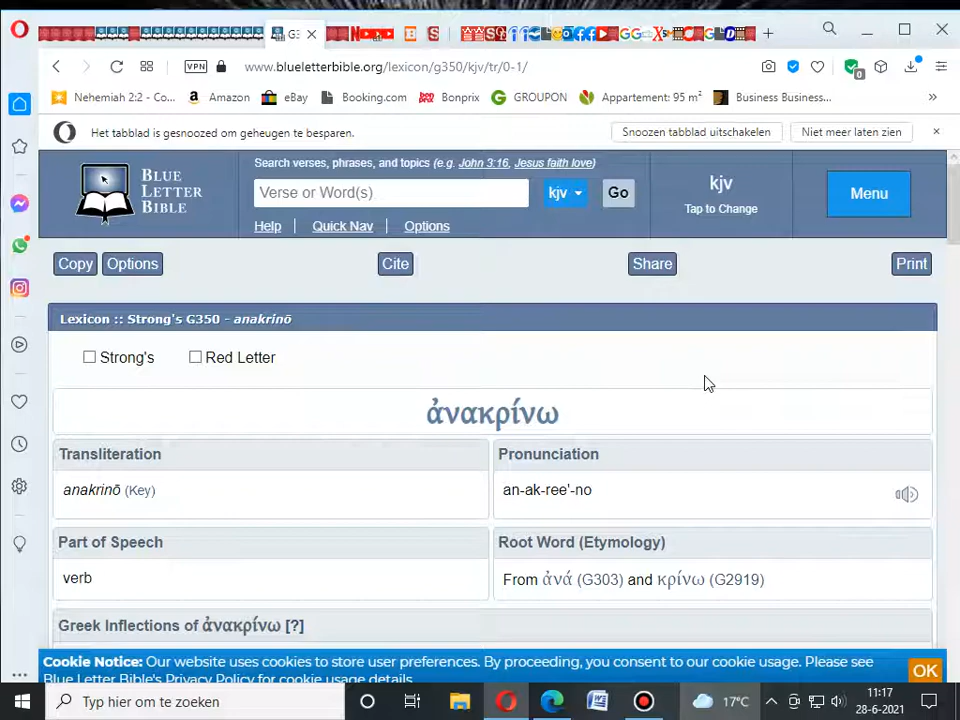 G3
www.blueletterbible.org/lexicon/g350/kjv/tr/0-1/
VPN
0
Nehemiah 2:2 - Co... Amazon eBay Booking.com Bonprix GROUPON Appartement: 95 m² Business Business...
Het tabblad is gesnoozed om geheugen te besparen. Snoozen tabblad uitschakelen Niet meer laten zien
BLUE
LETTER
BIBLE
Search verses, phrases, and topics (e.g. John 3:16, Jesus faith love)
Verse or Word(s) kjv Go
Help Quick Nav Options
kjv
Tap to Change
Menu
Copy Options Cite Share Print
Lexicon :: Strong's G350 - anakrinō
Strong's Red Letter
ἀνακρίνω
Transliteration Pronunciation
anakrinō (Key) an-ak-ree'-no
Part of Speech Root Word (Etymology)
verb From ἀνά (G303) and κρίνω (G2919)
Greek Inflections of ἀνακρίνω [?]
Cookie Notice: Our website uses cookies to store user preferences. By proceeding, you consent to our cookie usage. Please see
Blue Letter Bible's Privacy Policy for cookie usage details.
OK
Typ hier om te zoeken
17°C
11:17
28-6-2021